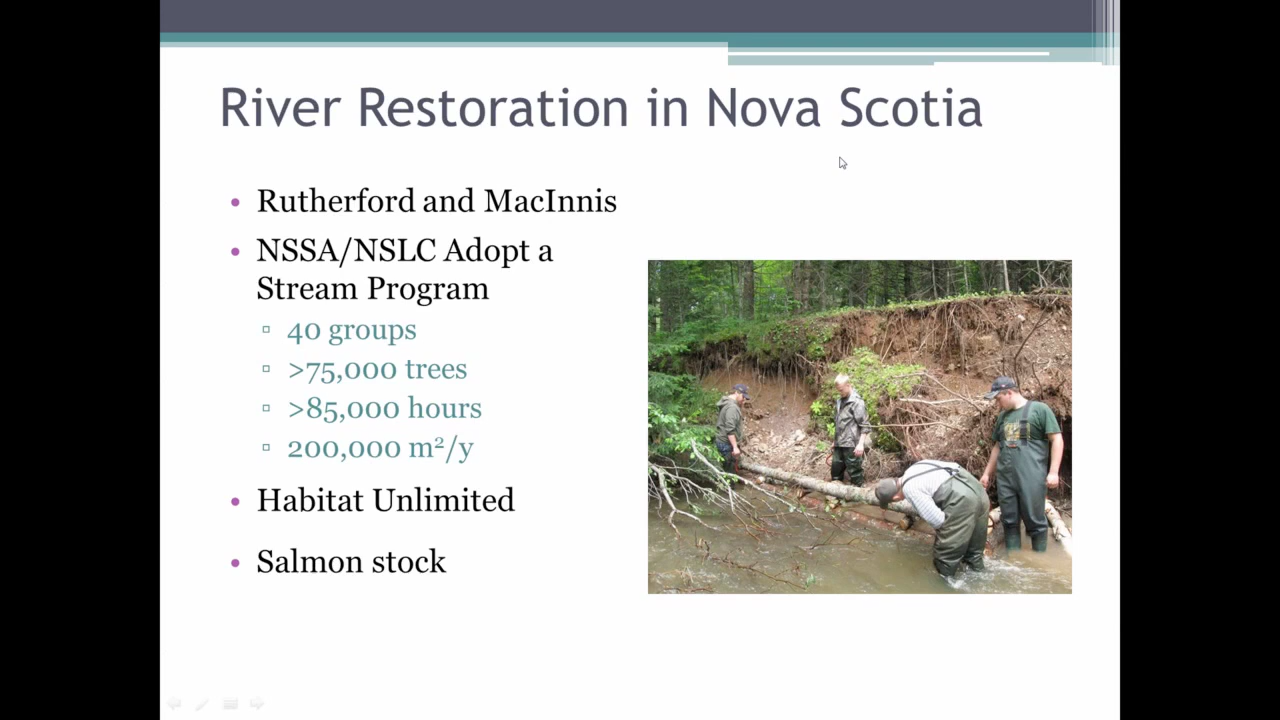 River Restoration in Nova Scotia
• Rutherford and MacInnis
• NSSA/NSLC Adopt a
Stream Program
▫ 40 groups
▫ >75,000 trees
▫ >85,000 hours
▫ 200,000 m²/y
• Habitat Unlimited
• Salmon stock